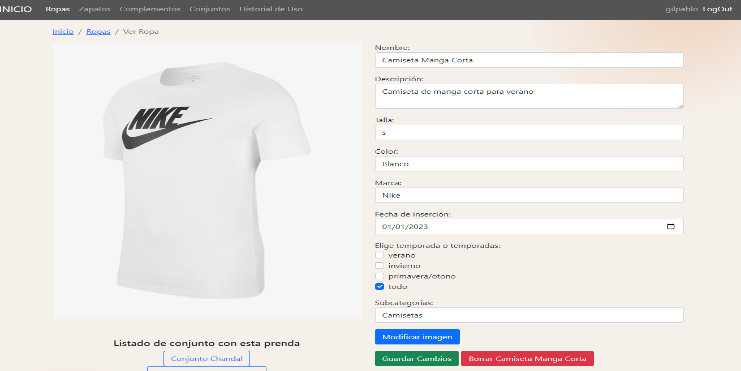 INICIO Ropas Zapatos Complementos Conjuntos Historial de Uso gilpablo LogOut
Inicio / Ropas / Ver Ropa
NIKE
Nombre:
Camiseta Manga Corta
Descripción:
Camiseta de manga corta para verano
Talla:
s
Color:
Blanco
Marca:
Nike
Fecha de inserción:
01/01/2023
Elige temporada o temporadas:
verano
invierno
primavera/otono
todo
Subcategorias:
Camisetas
Modificar imagen
Guardar Cambios Borrar Camiseta Manga Corta
Listado de conjunto con esta prenda
Conjunto Chandal